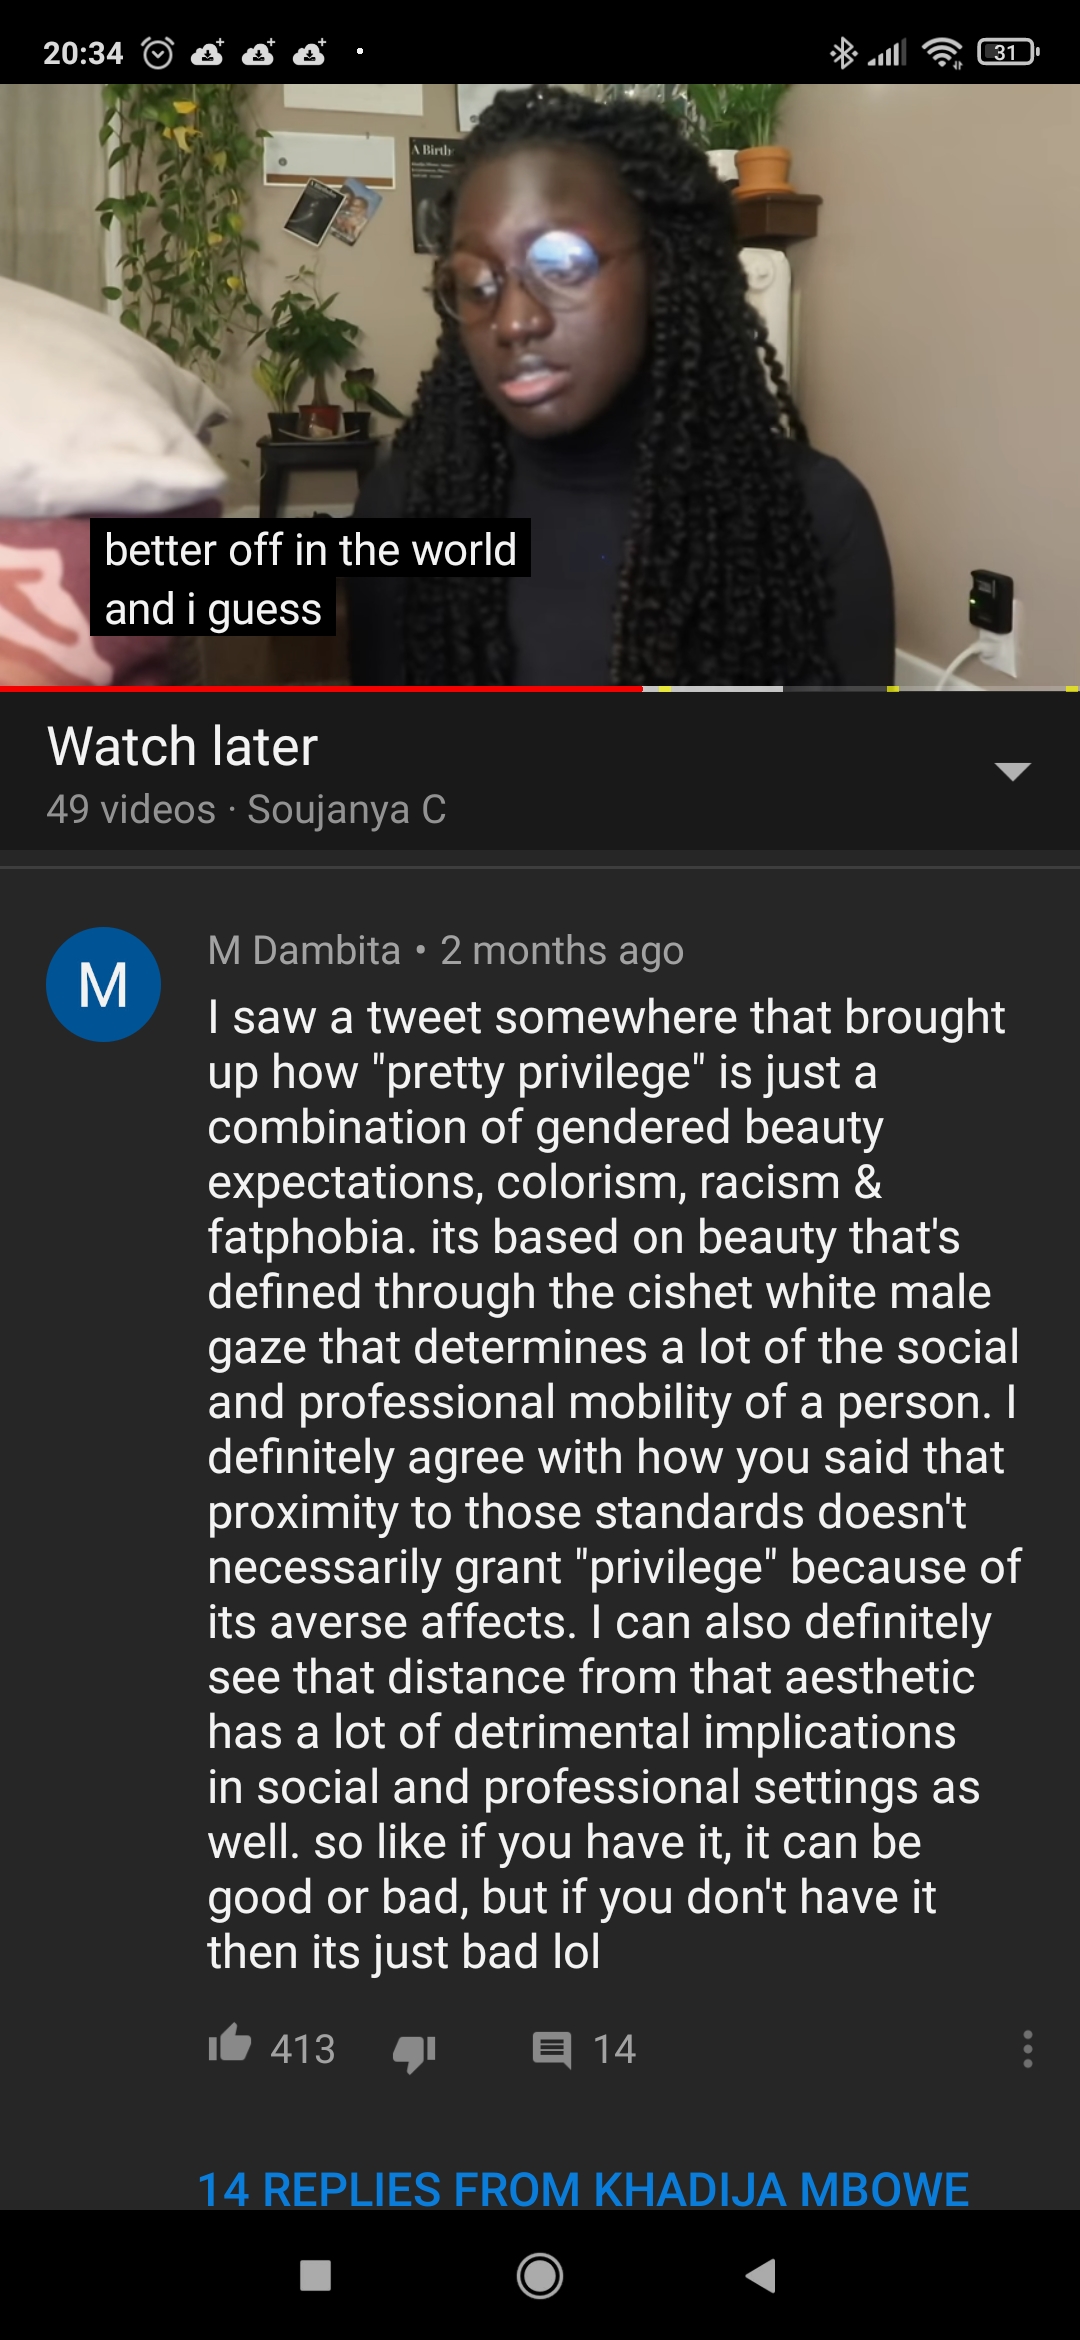 20:34
31
A Birth
better off in the world
and i guess
Watch later
49 videos · Soujanya C
M
M Dambita • 2 months ago
I saw a tweet somewhere that brought
up how "pretty privilege" is just a
combination of gendered beauty
expectations, colorism, racism &
fatphobia. its based on beauty that's
defined through the cishet white male
gaze that determines a lot of the social
and professional mobility of a person. I
definitely agree with how you said that
proximity to those standards doesn't
necessarily grant "privilege" because of
its averse affects. I can also definitely
see that distance from that aesthetic
has a lot of detrimental implications
in social and professional settings as
well. so like if you have it, it can be
good or bad, but if you don't have it
then its just bad lol
413 14
14 REPLIES FROM KHADIJA MBOWE